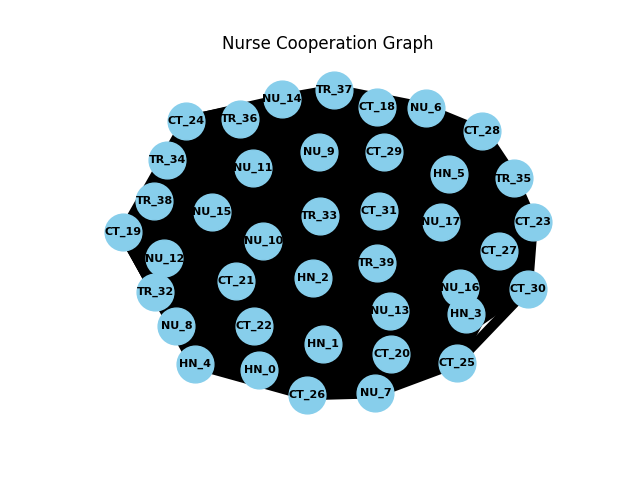 Nurse Cooperation Graph
TR_37
NU_14
CT_18
NU_6
TR_36
CT_24
CT_28
NU_9
CT_29
TR_34
NU_11
HN_5
TR_35
TR_38
NU_15
CT_31
TR_33
NU_17
CT_23
CT_19
NU_10
CT_27
NU_12
TR_39
HN_2
CT_21
NU_16
CT_30
TR_32
NU_13
HN_3
NU_8
CT_22
HN_1
CT_20
CT_25
HN_4
HN_0
NU_7
CT_26